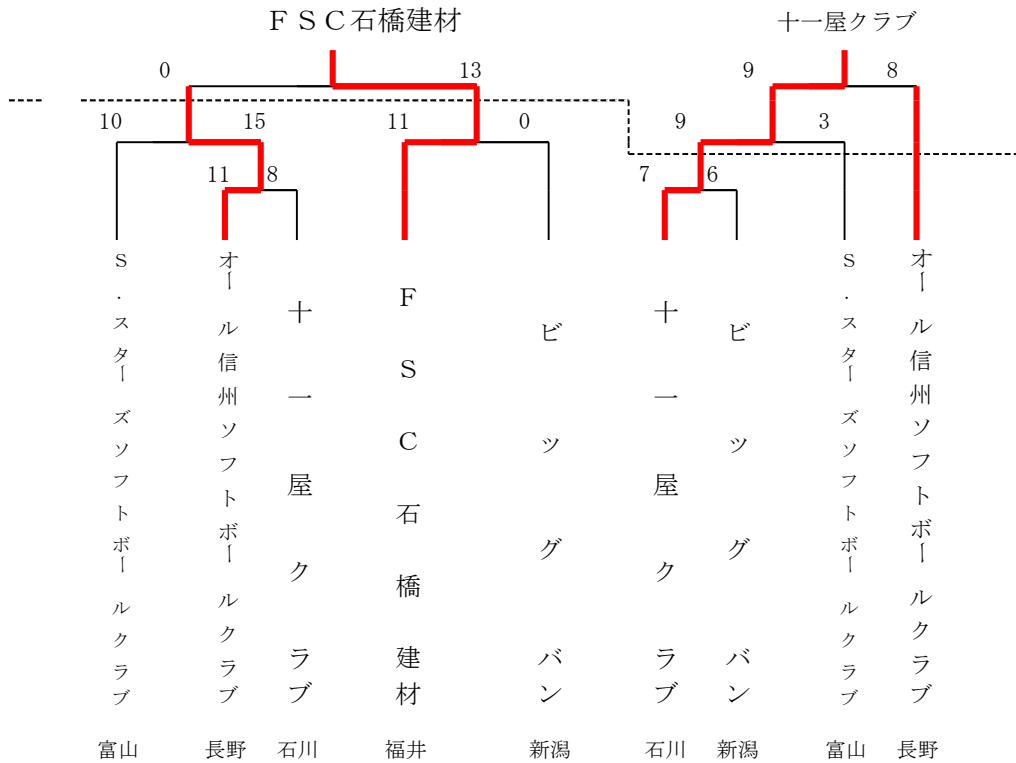 ＦＳＣ石橋建材 十一屋クラブ
0 13 9 8
10 15 11 0 9 3
11 8 7 6
Ｓ．スターズソフトボールクラブ
オール信州ソフトボールクラブ
十一屋クラブ
ＦＳＣ石橋建材
ビッグバン
十一屋クラブ
ビッグバン
Ｓ．スターズソフトボールクラブ
オール信州ソフトボールクラブ
富山 長野 石川 福井 新潟 石川 新潟 富山 長野